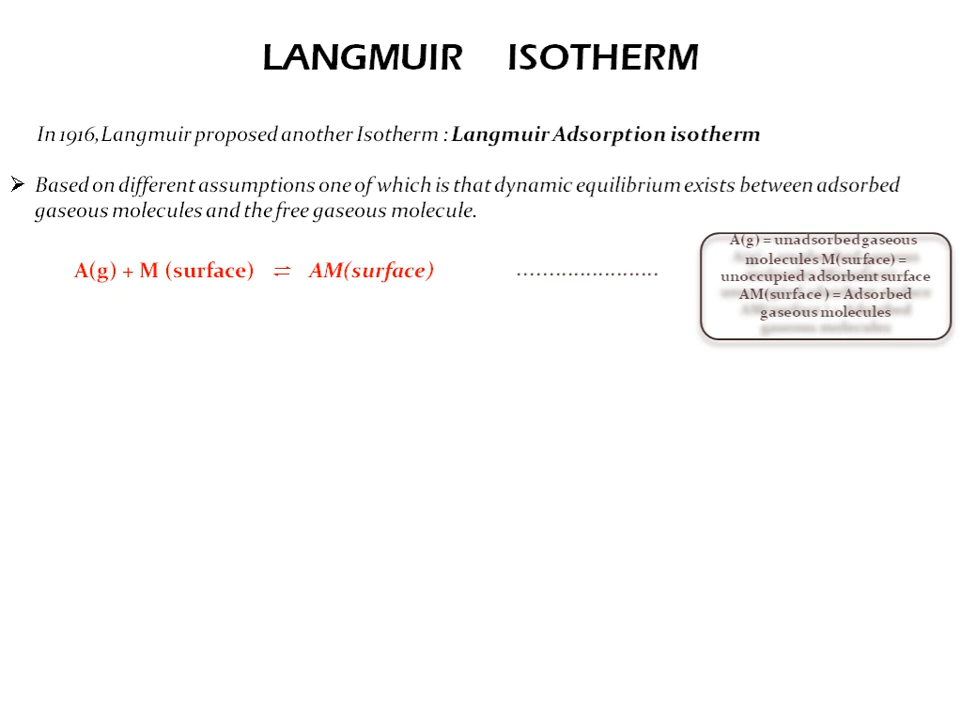 LANGMUIR ISOTHERM
In 1916, Langmuir proposed another Isotherm : Langmuir Adsorption isotherm
➢ Based on different assumptions one of which is that dynamic equilibrium exists between adsorbed
gaseous molecules and the free gaseous molecule.
A(g) + M (surface) ⇌ AM(surface) .......................
A(g) = unadsorbed gaseous
molecules M(surface) =
unoccupied adsorbent surface
AM(surface ) = Adsorbed
gaseous molecules